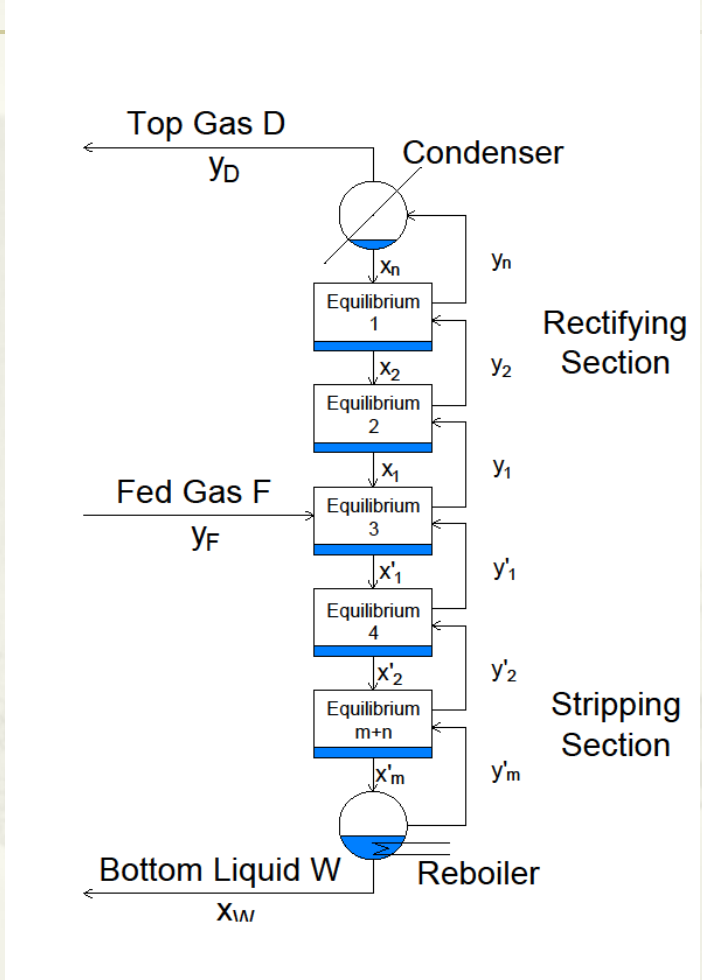 Top Gas D
yD
Condenser
xn
yn
Equilibrium
1
Rectifying
Section
x2
y2
Equilibrium
2
x1
y1
Fed Gas F
yF
Equilibrium
3
x'1
y'1
Equilibrium
4
x'2
y'2
Equilibrium
m+n
Stripping
Section
x'm
y'm
Bottom Liquid W
xW
Reboiler